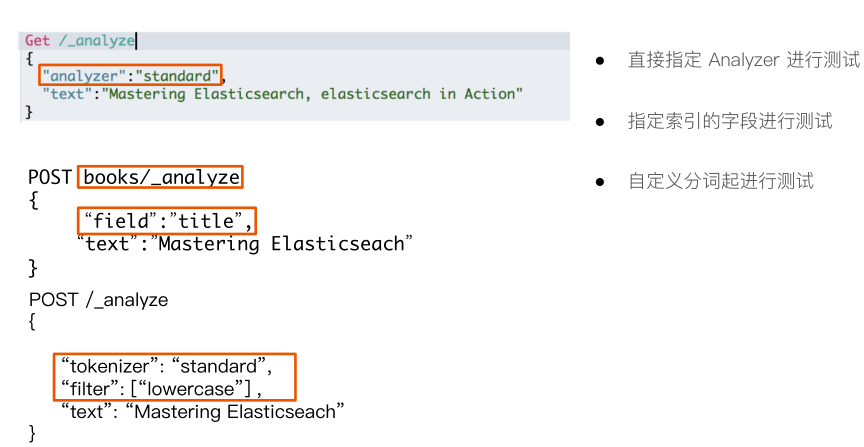 Get /_analyze
{
"analyzer":"standard",
"text":"Mastering Elasticsearch, elasticsearch in Action"
}
POST books/_analyze
{
“field”:”title”,
“text”:”Mastering Elasticseach”
}
POST /_analyze
{
“tokenizer”: “standard”,
“filter”: [“lowercase”] ,
“text”: “Mastering Elasticseach”
}
● 直接指定 Analyzer 进行测试
● 指定索引的字段进行测试
● 自定义分词起进行测试